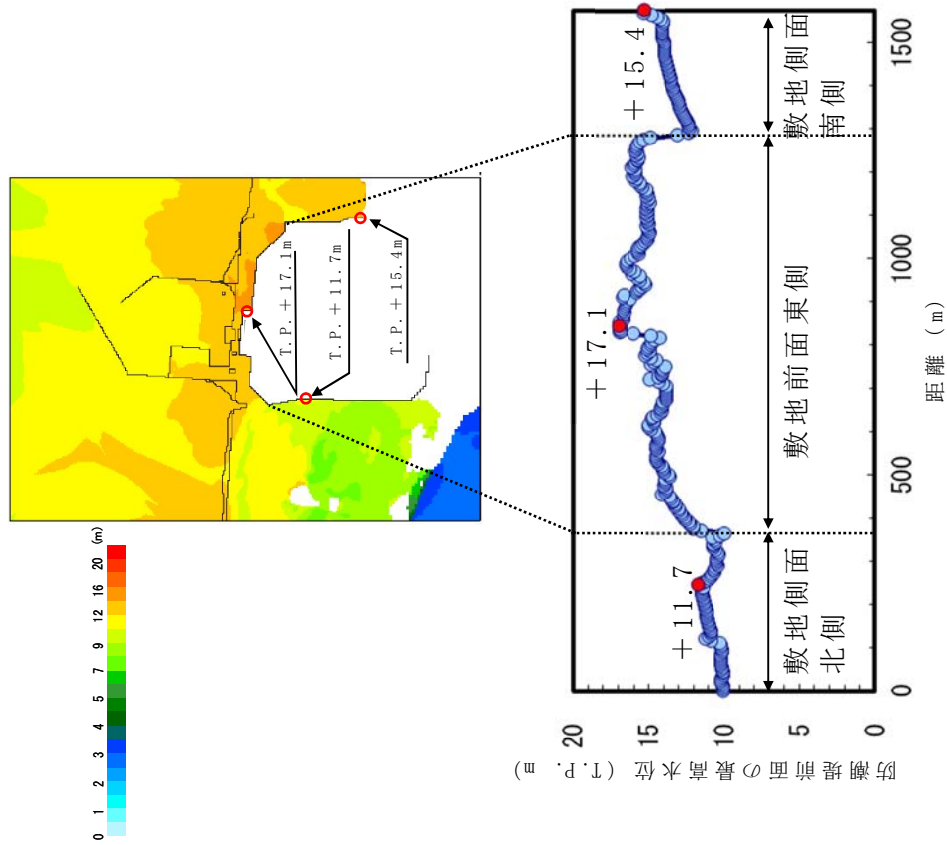 (m)
0 1 2 3 4 5 7 9 12 16 20
T.P.+17.1m
T.P.+11.7m
T.P.+15.4m
防潮堤前面の最高水位 (T.P. m)
20
15
10
5
0
+11.7
+17.1
+15.4
敷地側面
北側
敷地前面東側
敷地側面
南側
0 500 1000 1500
距離 (m)